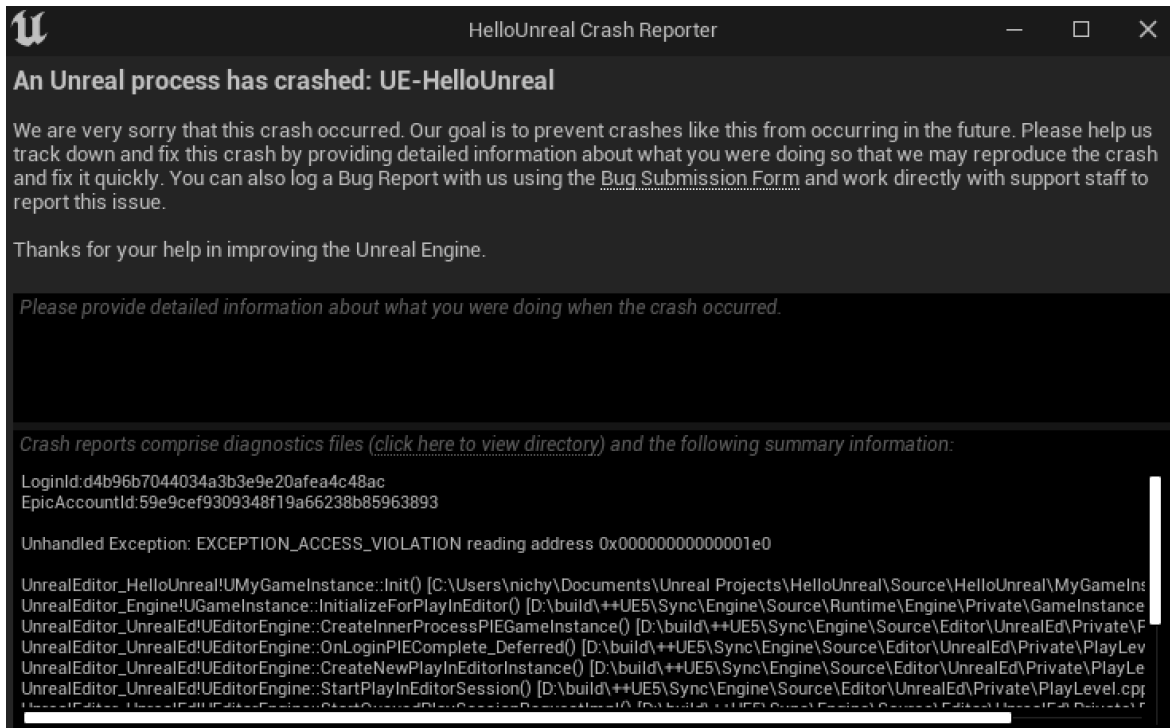 HelloUnreal Crash Reporter
An Unreal process has crashed: UE-HelloUnreal
We are very sorry that this crash occurred. Our goal is to prevent crashes like this from occurring in the future. Please help us
track down and fix this crash by providing detailed information about what you were doing so that we may reproduce the crash
and fix it quickly. You can also log a Bug Report with us using the Bug Submission Form and work directly with support staff to
report this issue.
Thanks for your help in improving the Unreal Engine.
Please provide detailed information about what you were doing when the crash occurred.
Crash reports comprise diagnostics files (click here to view directory) and the following summary information:
LoginId:d4b96b7044034a3b3e9e20afea4c48ac
EpicAccountId:59e9cef9309348f19a66238b85963893
Unhandled Exception: EXCEPTION_ACCESS_VIOLATION reading address 0x00000000000001e0
UnrealEditor_HelloUnreal!UMyGameInstance::Init() [C:\Users\nichy\Documents\Unreal Projects\HelloUnreal\Source\HelloUnreal\MyGameIns
UnrealEditor_Engine!UGameInstance::InitializeForPlayInEditor() [D:\build\++UE5\Sync\Engine\Source\Runtime\Engine\Private\GameInstance
UnrealEditor_UnrealEd!UEditorEngine::CreateInnerProcessPIEGameInstance() [D:\build\++UE5\Sync\Engine\Source\Editor\UnrealEd\Private\P
UnrealEditor_UnrealEd!UEditorEngine::OnLoginPIEComplete_Deferred() [D:\build\++UE5\Sync\Engine\Source\Editor\UnrealEd\Private\PlayLev
UnrealEditor_UnrealEd!UEditorEngine::CreateNewPlayInEditorInstance() [D:\build\++UE5\Sync\Engine\Source\Editor\UnrealEd\Private\PlayLe
UnrealEditor_UnrealEd!UEditorEngine::StartPlayInEditorSession() [D:\build\++UE5\Sync\Engine\Source\Editor\UnrealEd\Private\PlayLevel.cpp